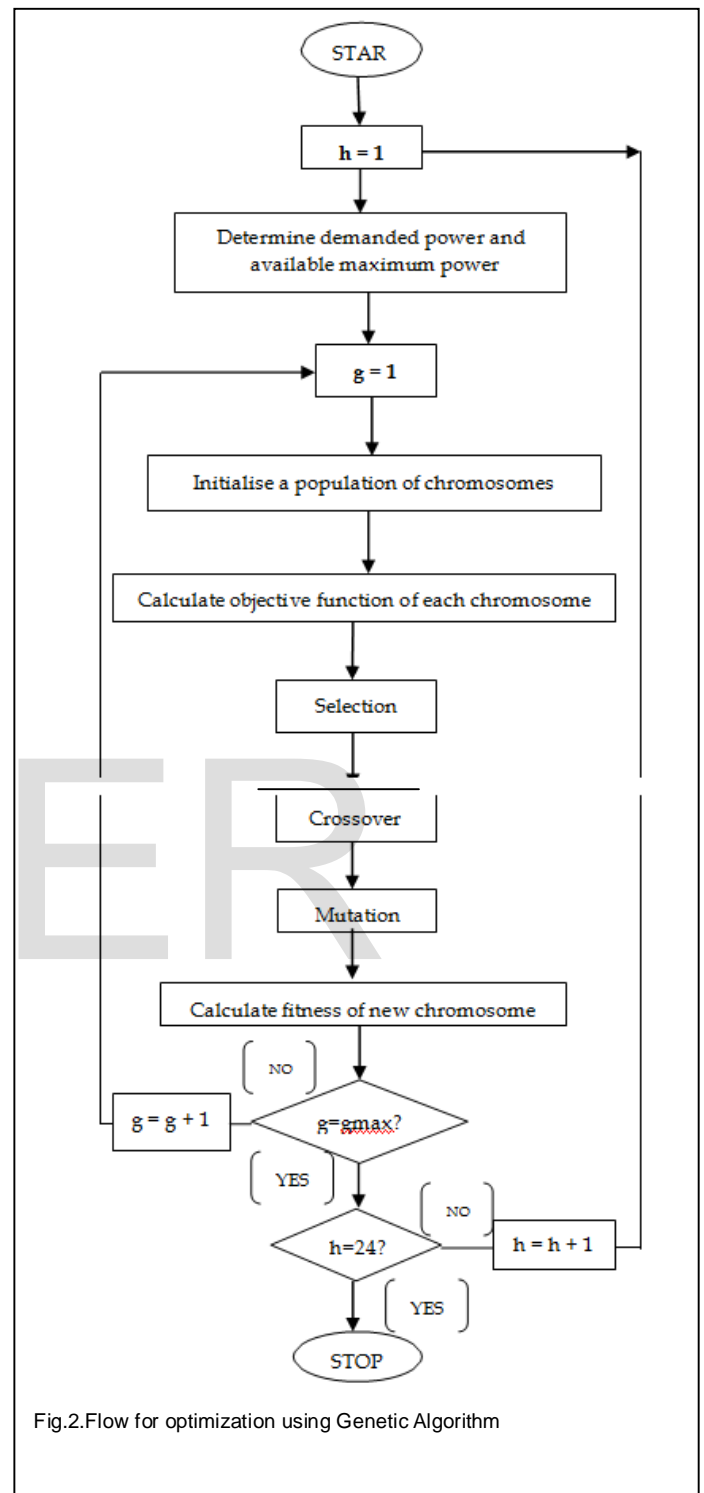 STAR
h = 1
Determine demanded power and
available maximum power
g = 1
Initialise a population of chromosomes
Calculate objective function of each chromosome
Selection
ER
Crossover
Mutation
Calculate fitness of new chromosome
NO
g = g + 1
g=gmax?
YES
NO
h=24?
h = h + 1
YES
STOP
Fig.2.Flow for optimization using Genetic Algorithm